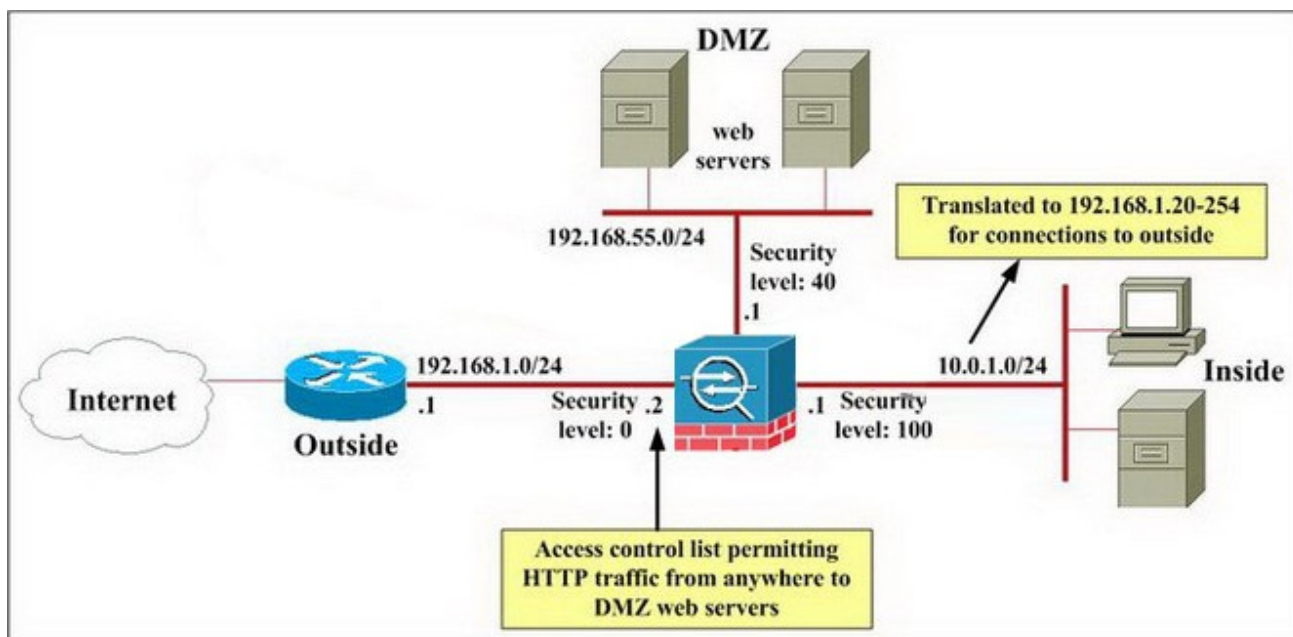 DMZ
web
servers
Translated to 192.168.1.20-254
for connections to outside
192.168.55.0/24
Security
level: 40
.1
192.168.1.0/24
10.0.1.0/24
Inside
Internet
.1
Security
level: 0
.2
.1
Security
level: 100
Outside
Access control list permitting
HTTP traffic from anywhere to
DMZ web servers